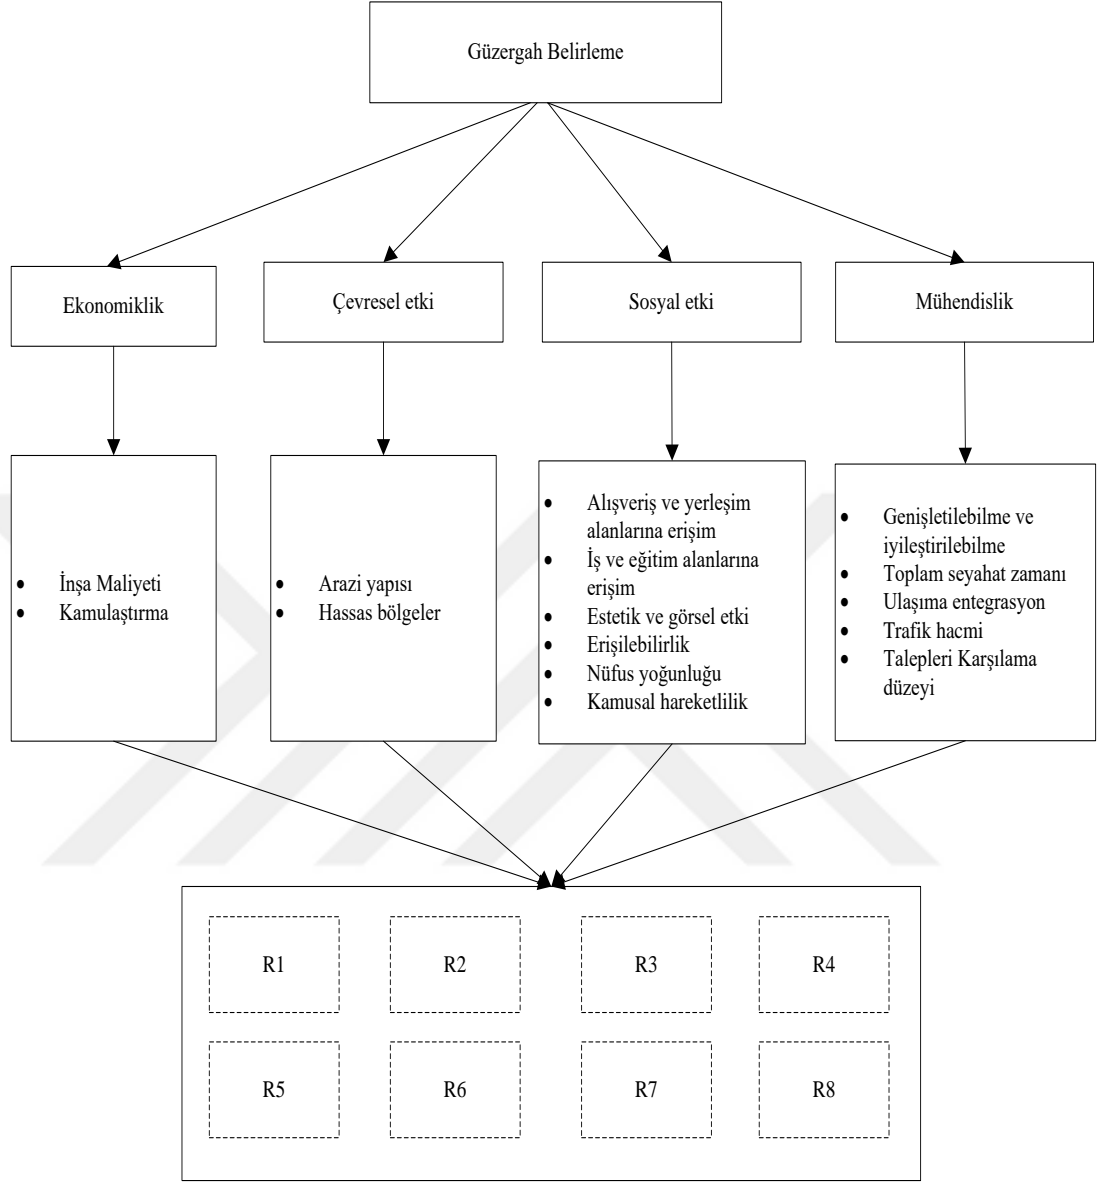 Güzergah Belirleme
Ekonomiklik
Çevresel etki
Sosyal etki
Mühendislik
• İnşa Maliyeti
• Kamulaştırma
• Arazi yapısı
• Hassas bölgeler
• Alışveriş ve yerleşim
alanlarına erişim
• İş ve eğitim alanlarına
erişim
• Estetik ve görsel etki
• Erişilebilirlik
• Nüfus yoğunluğu
• Kamusal hareketlilik
• Genişletilebilme ve
iyileştirilebilme
• Toplam seyahat zamanı
• Ulaşıma entegrasyon
• Trafik hacmi
• Talepleri Karşılama
düzeyi
R1
R2
R3
R4
R5
R6
R7
R8